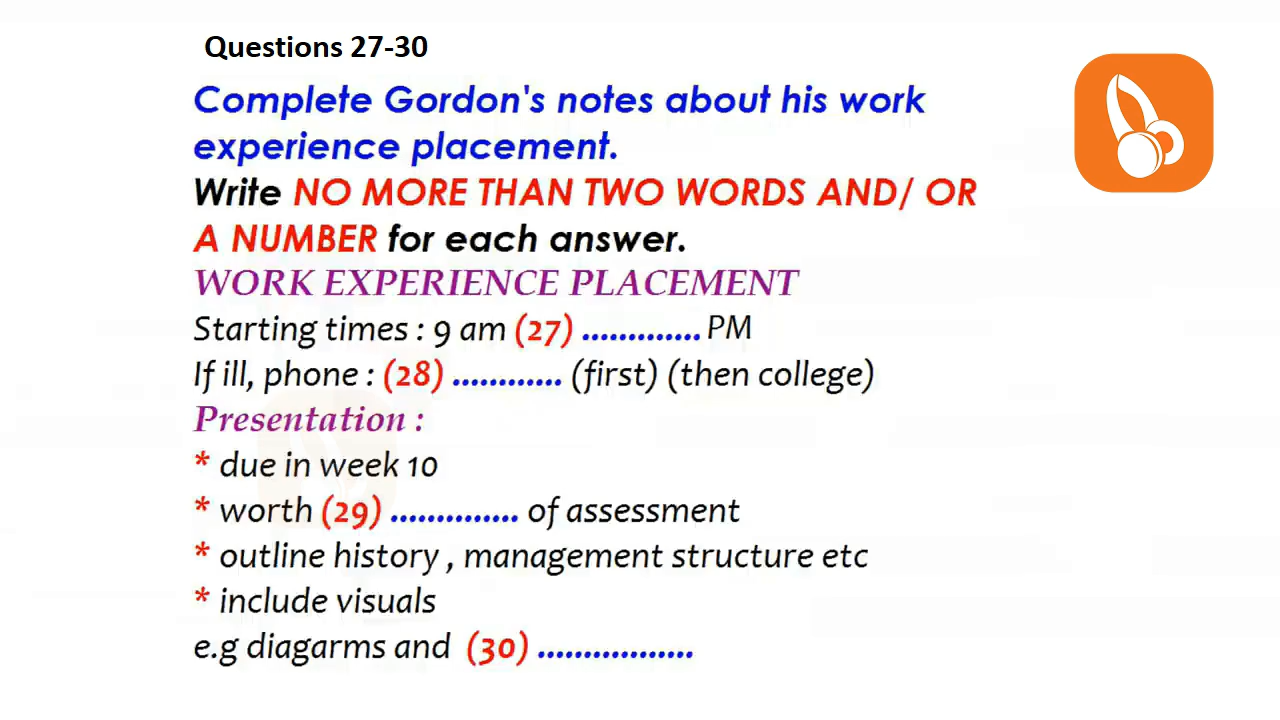 Questions 27-30
Complete Gordon's notes about his work
experience placement.
Write NO MORE THAN TWO WORDS AND/ OR
A NUMBER for each answer.
WORK EXPERIENCE PLACEMENT
Starting times : 9 am (27) ............. PM
If ill, phone : (28) ............ (first) (then college)
Presentation :
* due in week 10
* worth (29) .............. of assessment
* outline history , management structure etc
* include visuals
e.g diagarms and (30) .................